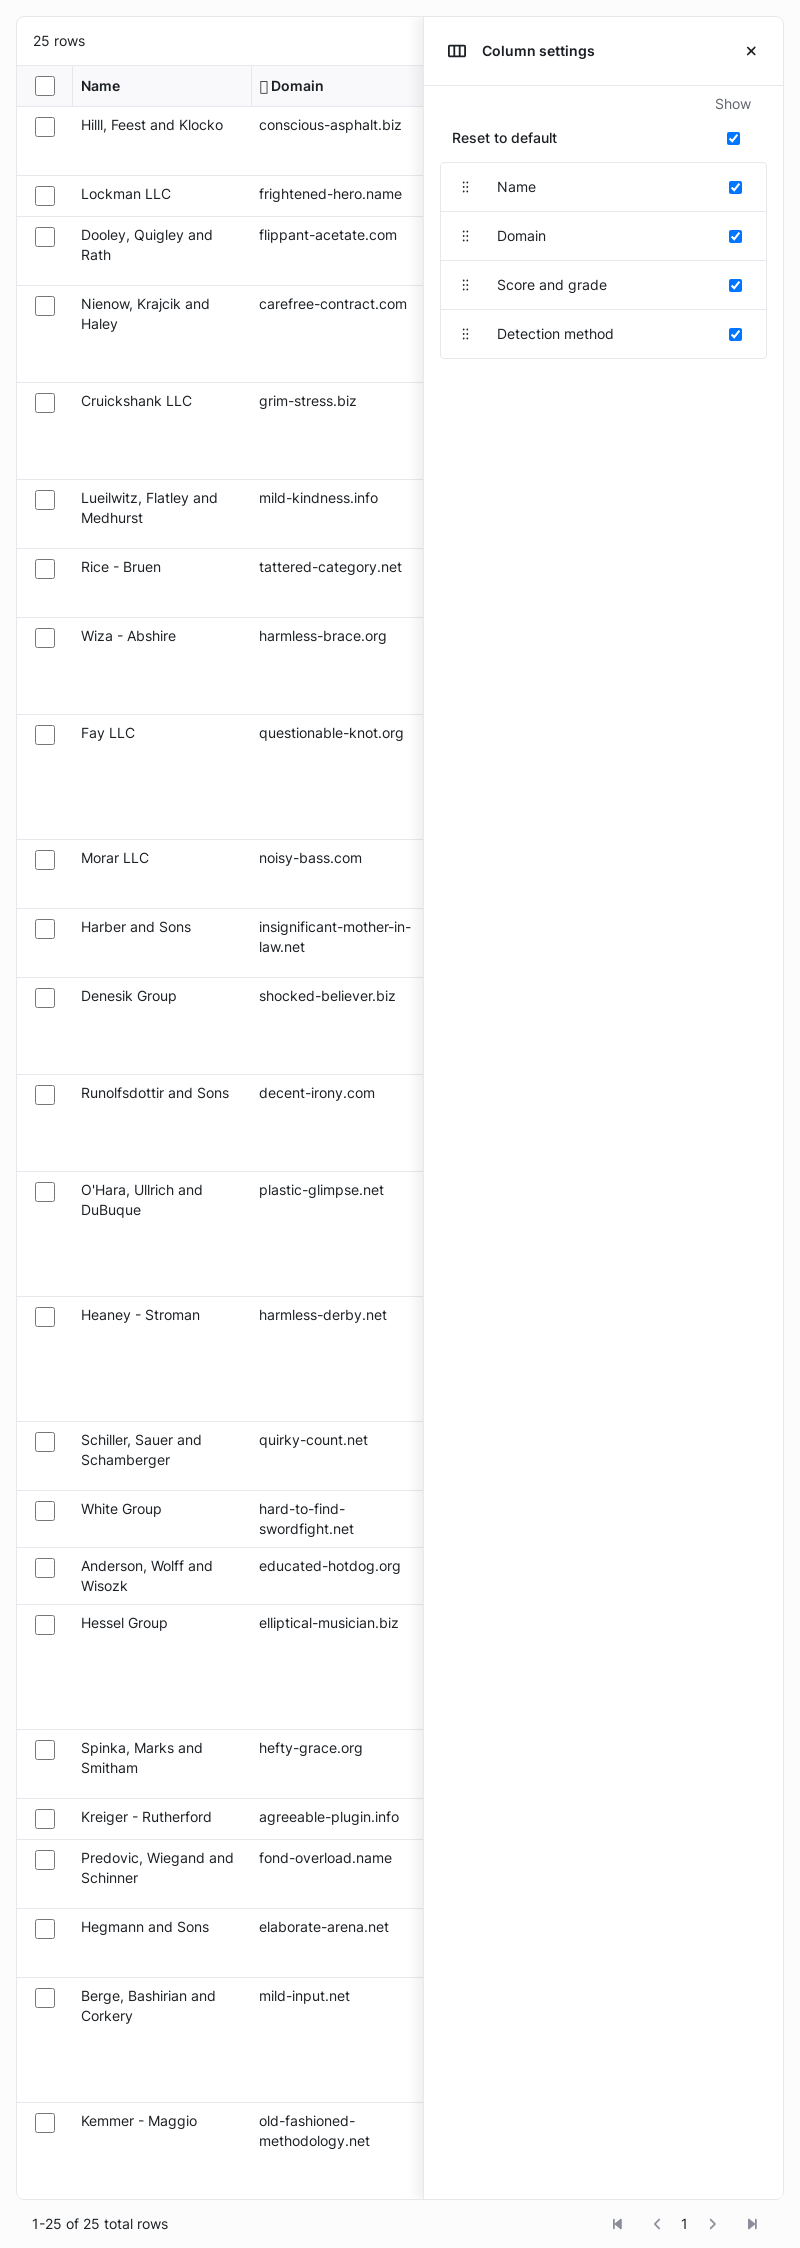 25 rows
Column settings
Name
Domain
Show
Reset to default
Name
Domain
Score and grade
Detection method
Hilll, Feest and Klocko
conscious-asphalt.biz
Lockman LLC
frightened-hero.name
Dooley, Quigley and
Rath
flippant-acetate.com
Nienow, Krajcik and
Haley
carefree-contract.com
Cruickshank LLC
grim-stress.biz
Lueilwitz, Flatley and
Medhurst
mild-kindness.info
Rice - Bruen
tattered-category.net
Wiza - Abshire
harmless-brace.org
Fay LLC
questionable-knot.org
Morar LLC
noisy-bass.com
Harber and Sons
insignificant-mother-in-
law.net
Denesik Group
shocked-believer.biz
Runolfsdottir and Sons
decent-irony.com
O'Hara, Ullrich and
DuBuque
plastic-glimpse.net
Heaney - Stroman
harmless-derby.net
Schiller, Sauer and
Schamberger
quirky-count.net
White Group
hard-to-find-
swordfight.net
Anderson, Wolff and
Wisozk
educated-hotdog.org
Hessel Group
elliptical-musician.biz
Spinka, Marks and
Smitham
hefty-grace.org
Kreiger - Rutherford
agreeable-plugin.info
Predovic, Wiegand and
Schinner
fond-overload.name
Hegmann and Sons
elaborate-arena.net
Berge, Bashirian and
Corkery
mild-input.net
Kemmer - Maggio
old-fashioned-
methodology.net
1-25 of 25 total rows
1